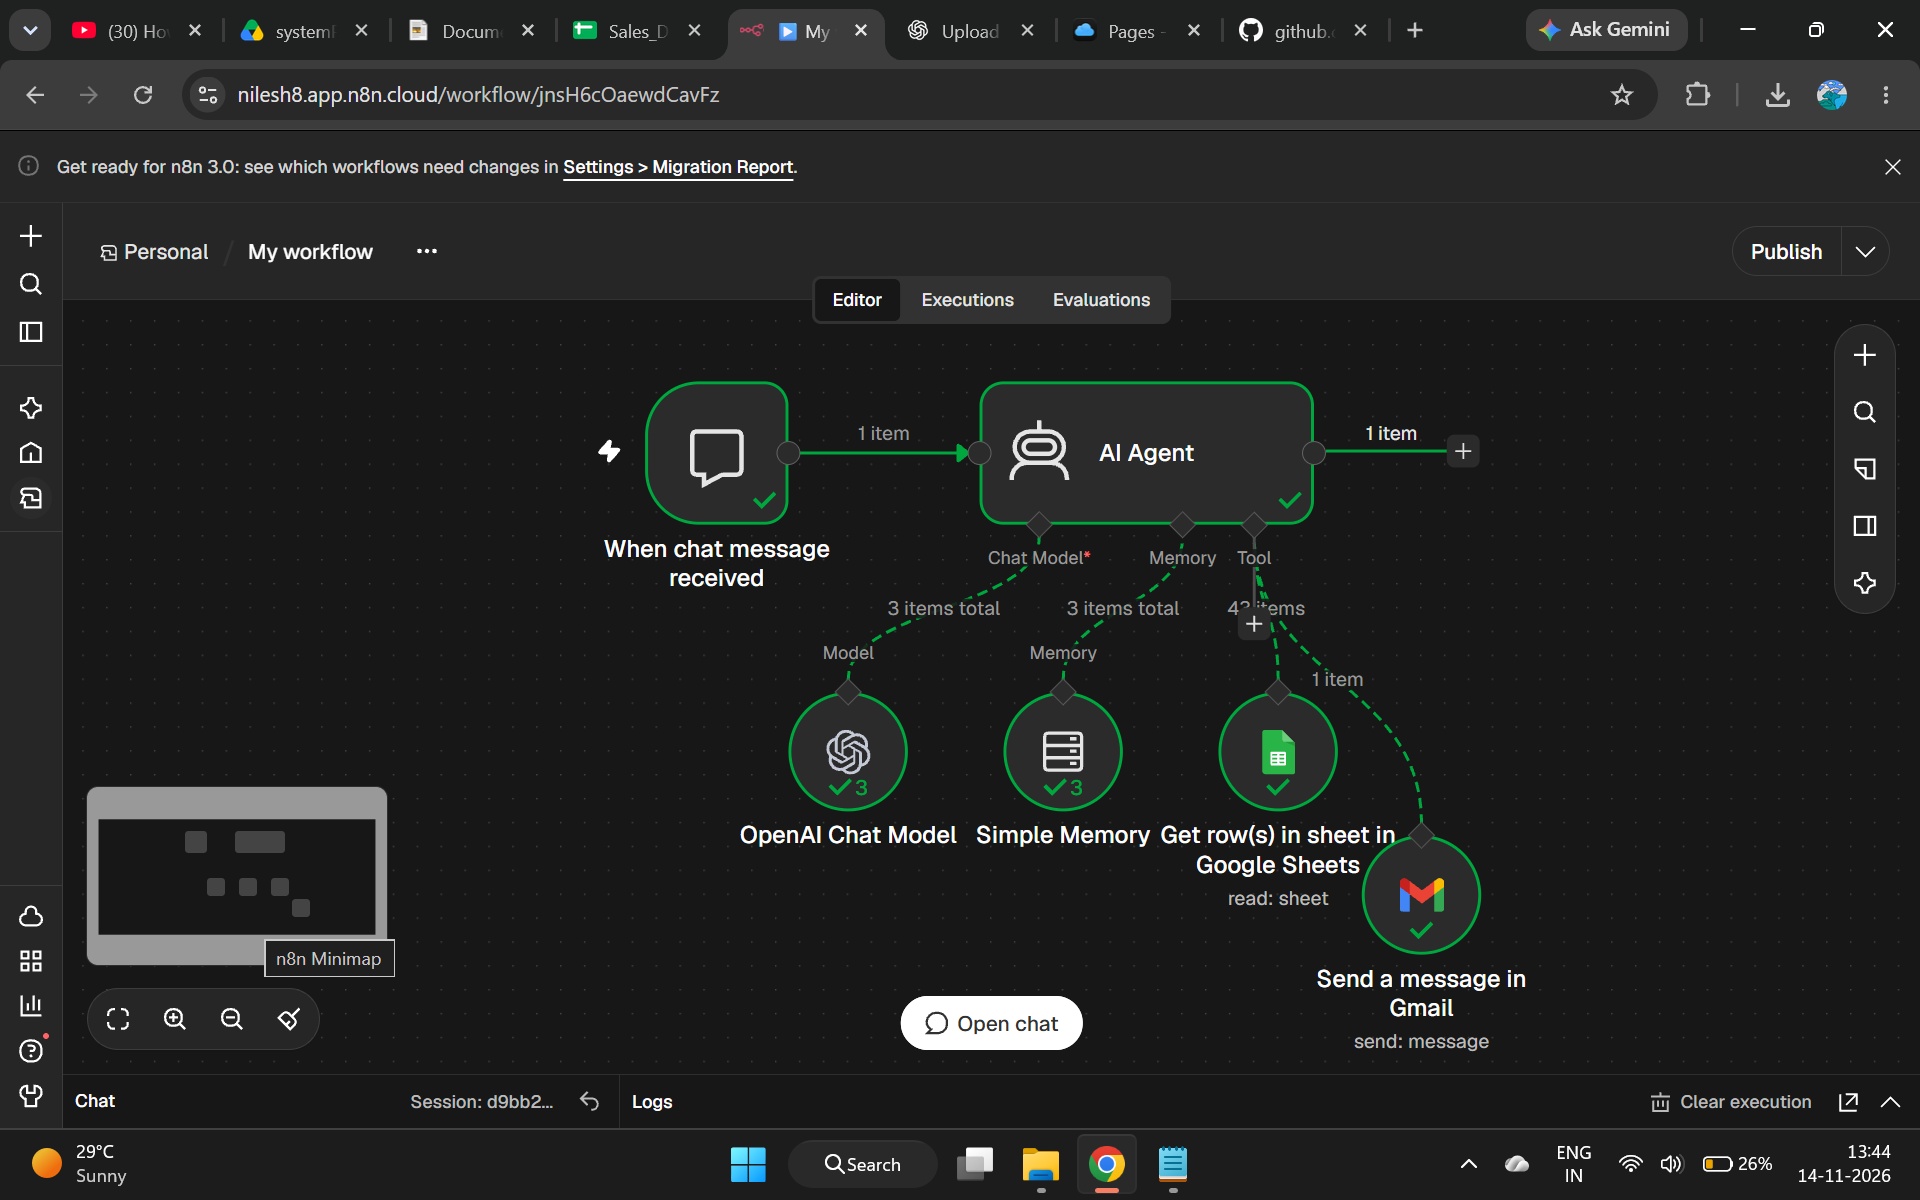 (30) Ho
system
Docum
Sales_D
My
Upload
Pages -
github.
Ask Gemini
nilesh8.app.n8n.cloud/workflow/jnsH6cOaewdCavFz
Get ready for n8n 3.0: see which workflows need changes in Settings > Migration Report.
Personal / My workflow
Publish
Editor
Executions
Evaluations
1 item
AI Agent
1 item
When chat message
received
Chat Model*
Memory
Tool
3 items total
3 items total
items
Model
Memory
1 item
3
3
OpenAI Chat Model
Simple Memory
Get row(s) in sheet in
Google Sheets
read: sheet
n8n Minimap
Send a message in
Gmail
send: message
Open chat
Chat
Session: d9bb2...
Logs
Clear execution
29°C
Sunny
Search
ENG
IN
26%
13:44
14-11-2026